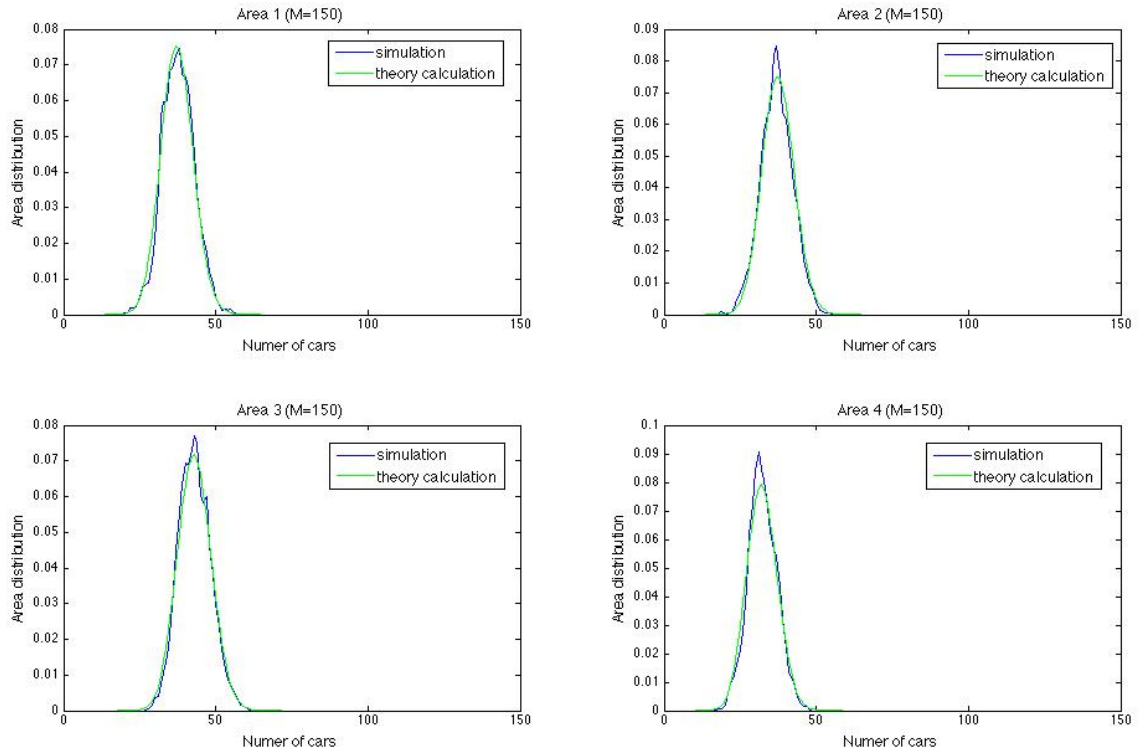 Area 1 (M=150)
0.08
0.07
0.06
0.05
0.04
0.03
0.02
0.01
0
Area distribution
simulation
theory calculation
0
50
100
150
Numer of cars
Area 2 (M=150)
0.09
0.08
0.07
0.06
0.05
0.04
0.03
0.02
0.01
0
Area distribution
simulation
theory calculation
0
50
100
150
Numer of cars
Area 3 (M=150)
0.08
0.07
0.06
0.05
0.04
0.03
0.02
0.01
0
Area distribution
simulation
theory calculation
0
50
100
150
Numer of cars
Area 4 (M=150)
0.1
0.09
0.08
0.07
0.06
0.05
0.04
0.03
0.02
0.01
0
Area distribution
simulation
theory calculation
0
50
100
150
Numer of cars